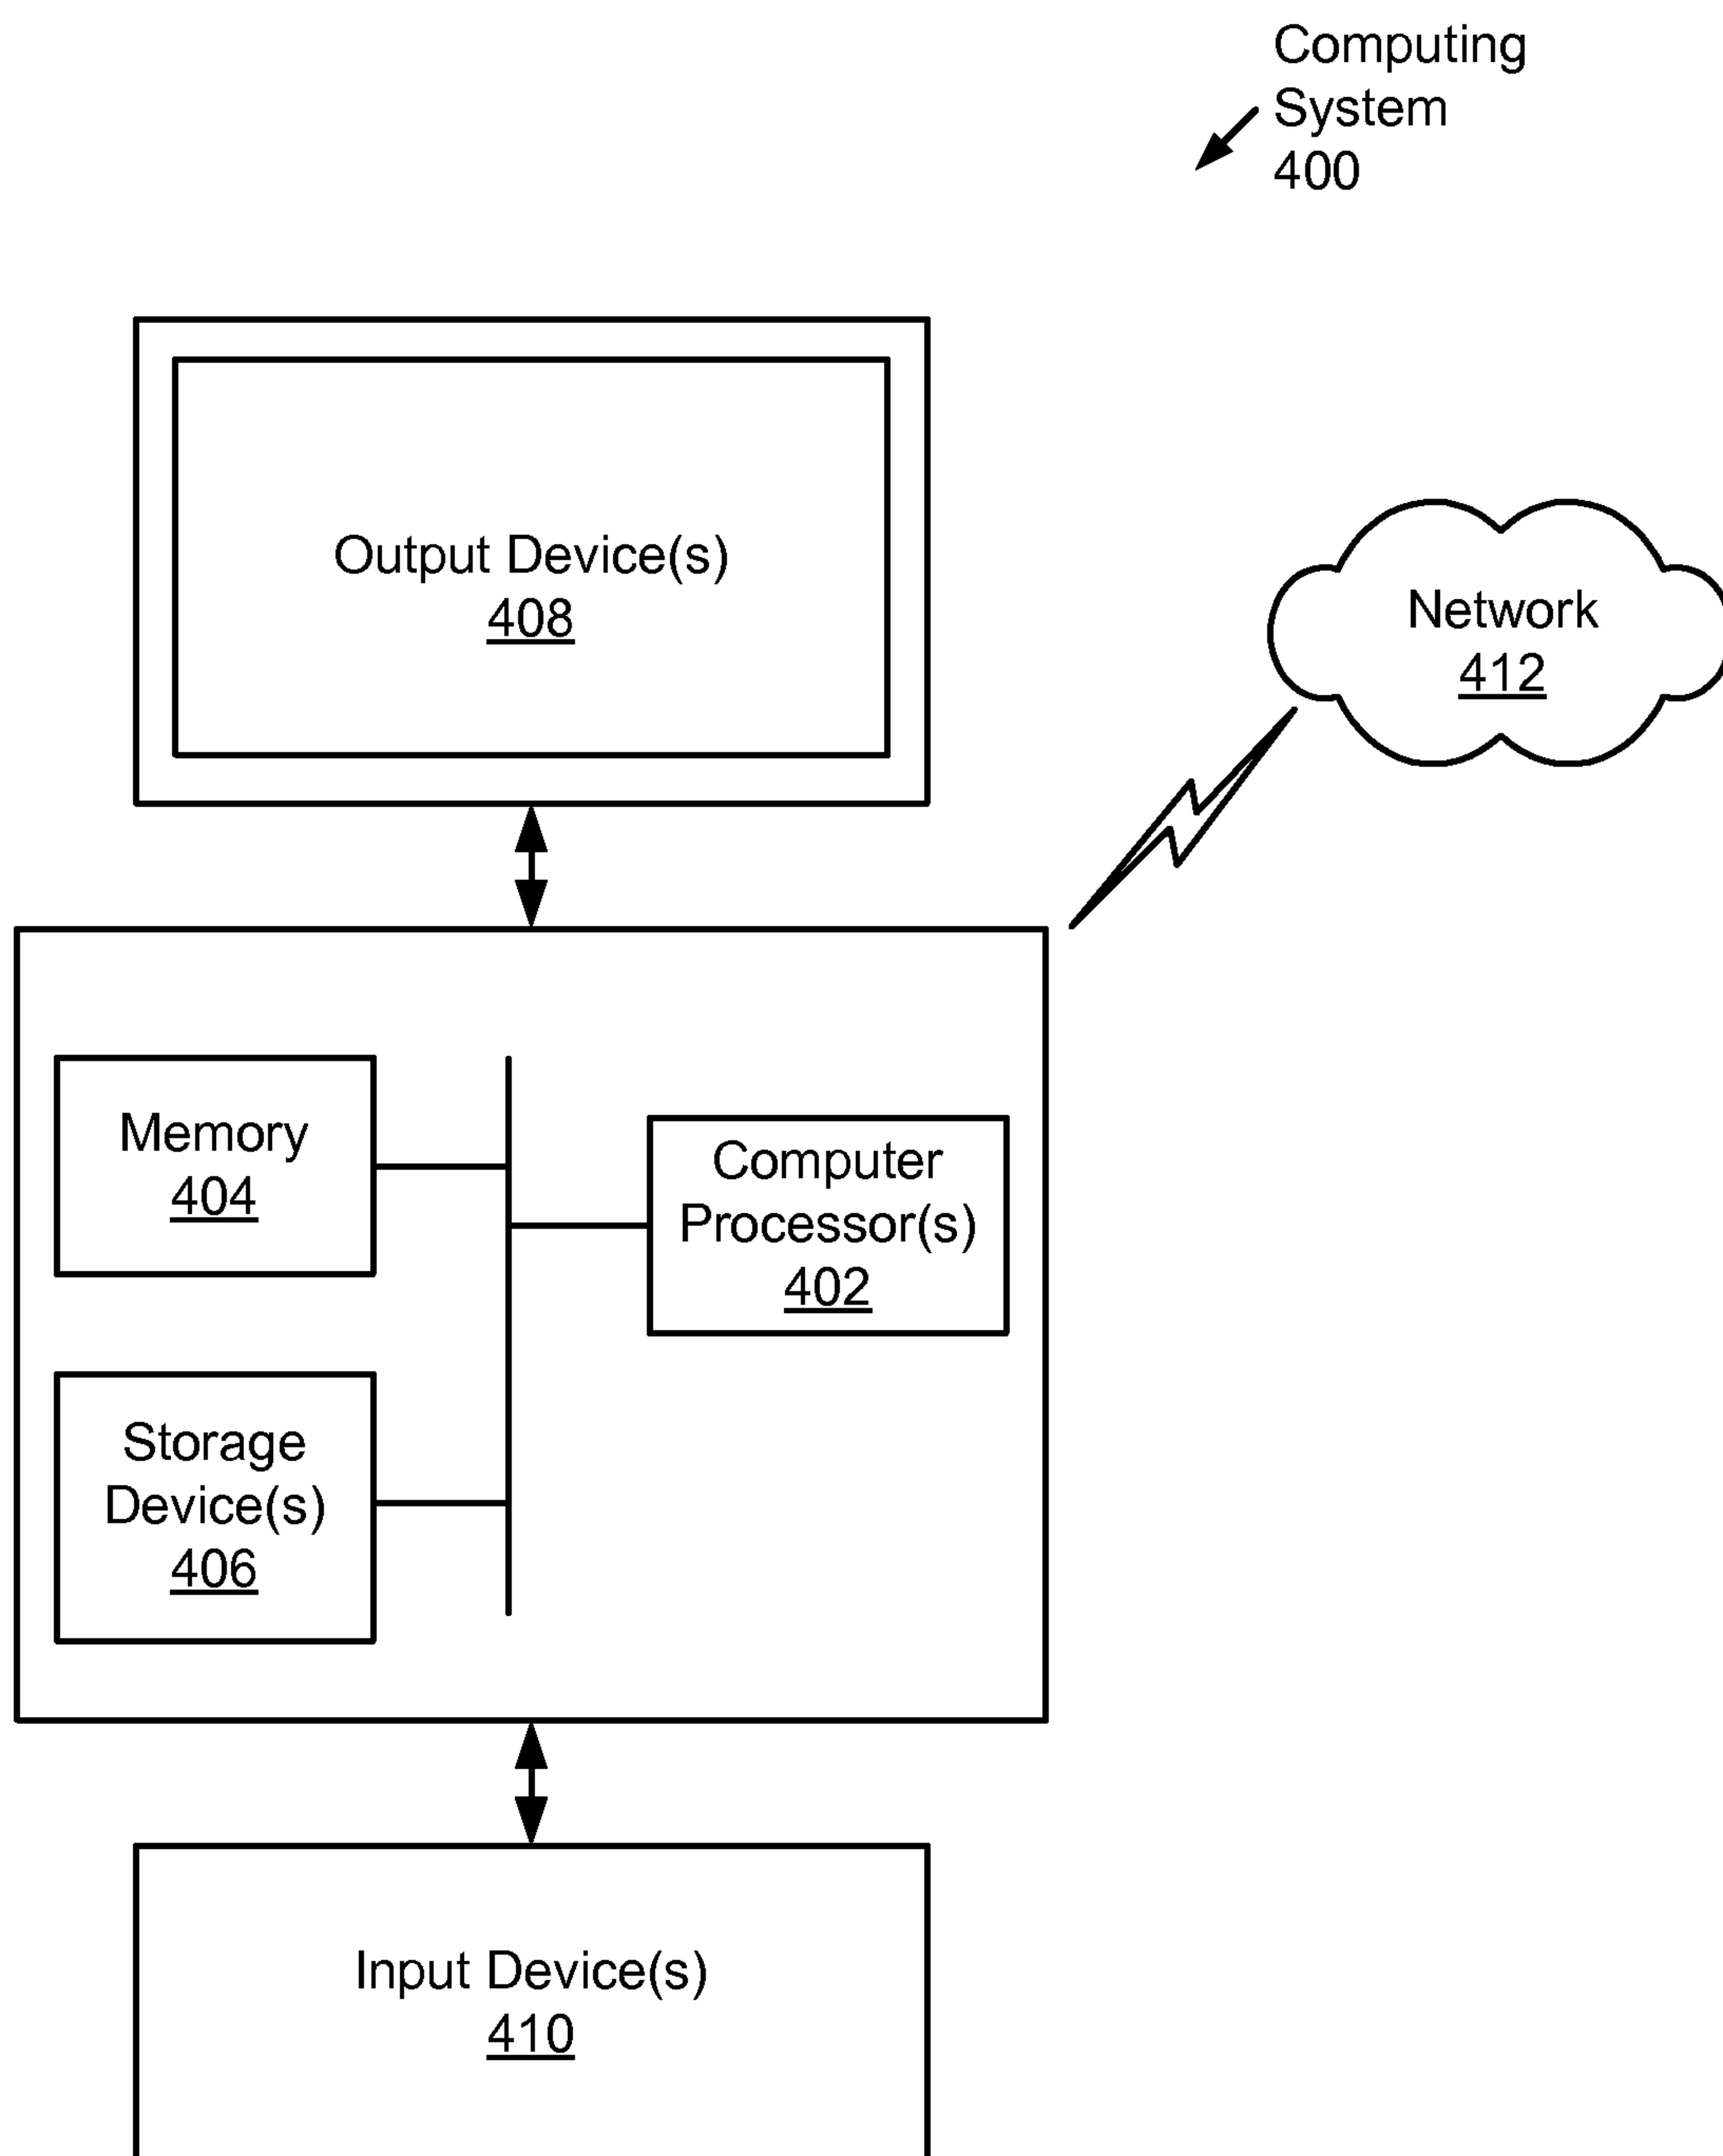 Computing
System
400
Output Device(s)
408
Network
412
Memory
404
Computer
Processor(s)
402
Storage
Device(s)
406
Input Device(s)
410